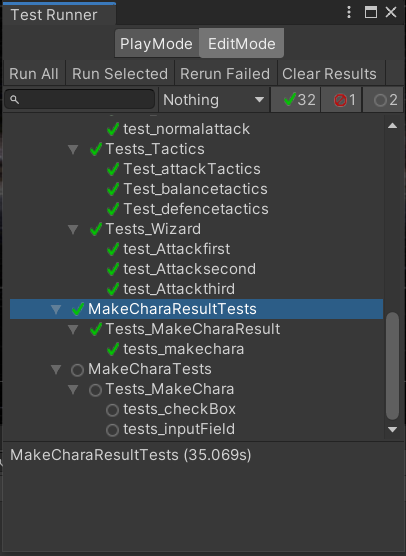 Test Runner
PlayMode EditMode
Run All Run Selected Rerun Failed Clear Results
Nothing 32 1 2
test_normalattack
Tests_Tactics
Test_attackTactics
Test_balancetactics
Test_defencetactics
Tests_Wizard
test_Attackfirst
test_Attacksecond
test_Attackthird
MakeCharaResultTests
Tests_MakeCharaResult
tests_makechara
MakeCharaTests
Tests_MakeChara
tests_checkBox
tests_inputField
MakeCharaResultTests (35.069s)